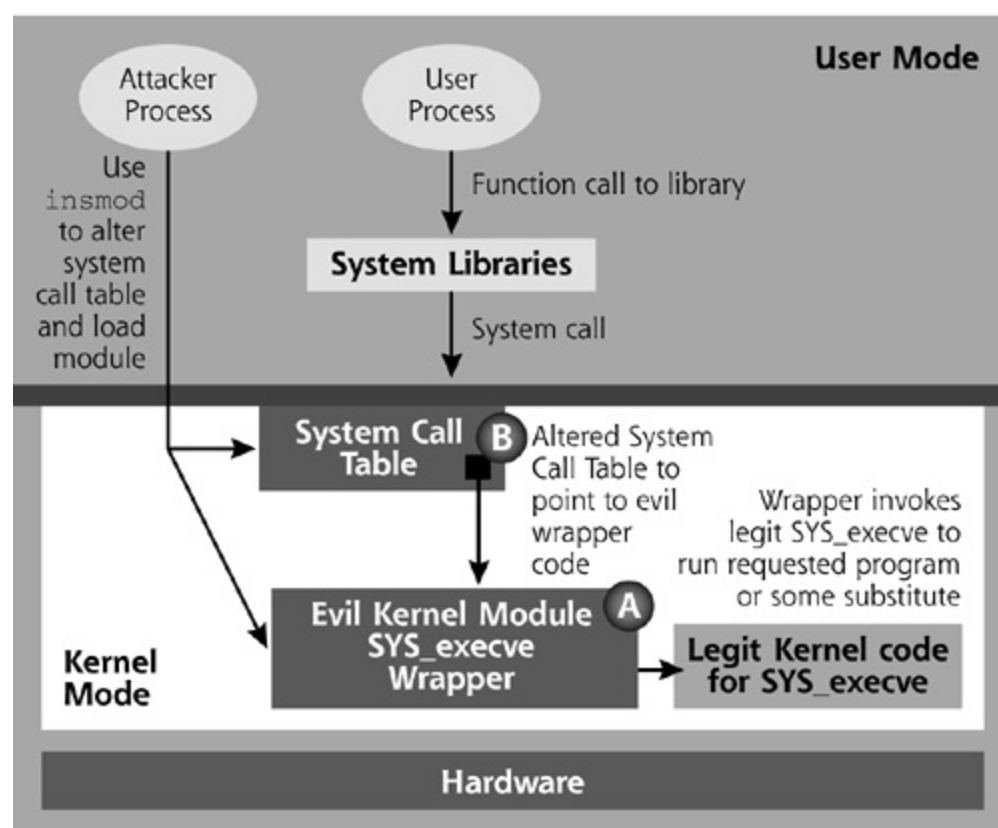 User Mode
Attacker
Process
User
Process
Use
insmod
to alter
system
call table
and load
module
Function call to library
System Libraries
System call
System Call
Table
B
Altered System
Call Table to
point to evil
wrapper
code
Wrapper invokes
legit SYS_execve to
run requested program
or some substitute
Evil Kernel Module
SYS_execve
Wrapper
A
Legit Kernel code
for SYS_execve
Kernel
Mode
Hardware